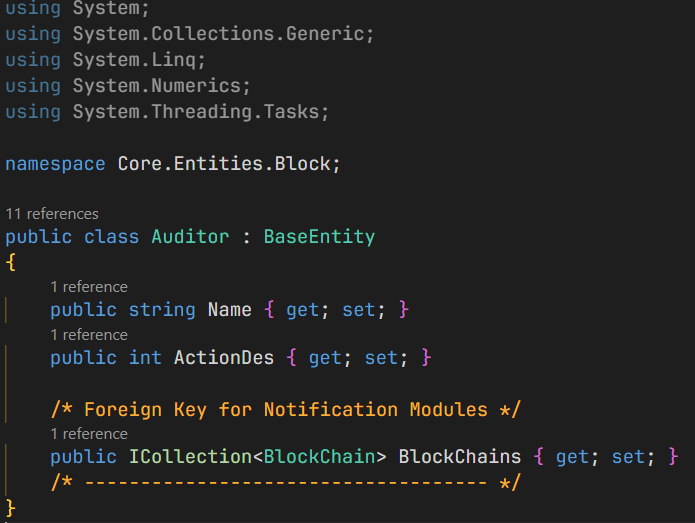 using System;
using System.Collections.Generic;
using System.Linq;
using System.Numerics;
using System.Threading.Tasks;
namespace Core.Entities.Block;
11 references
public class Auditor : BaseEntity
{
1 reference
public string Name { get; set; }
1 reference
public int ActionDes { get; set; }
/* Foreign Key for Notification Modules */
1 reference
public ICollection<BlockChain> BlockChains { get; set; }
/* ------------------------------------ */
}